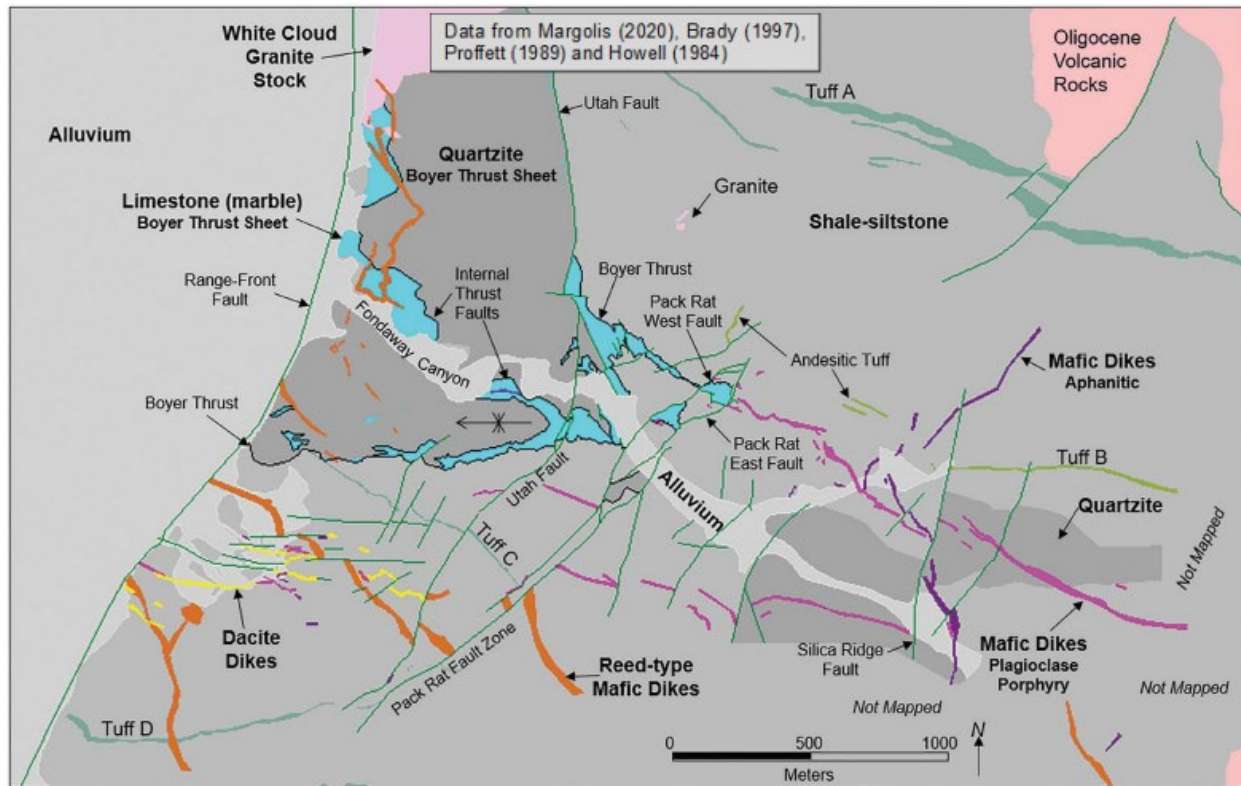 White Cloud
Granite
Stock
Data from Margolis (2020), Brady (1997),
Proffett (1989) and Howell (1984)
Oligocene
Volcanic
Rocks
Tuff A
Utah Fault
Alluvium
Quartzite
Boyer Thrust Sheet
Granite
Limestone (marble)
Boyer Thrust Sheet
Shale-siltstone
Range-Front
Fault
Internal
Thrust
Faults
Boyer Thrust
Pack Rat
West Fault
Fondaway Canyon
Andesitic Tuff
Mafic Dikes
Aphanitic
Boyer Thrust
Pack Rat
East Fault
Utah Fault
Alluvium
Tuff B
Quartzite
Tuff C
Not Mapped
Dacite
Dikes
Pack Rat Fault Zone
Reed-type
Mafic Dikes
Silica Ridge
Fault
Mafic Dikes
Plagioclase
Porphyry
Tuff D
Not Mapped
Not Mapped
0 500 1000
Meters
N